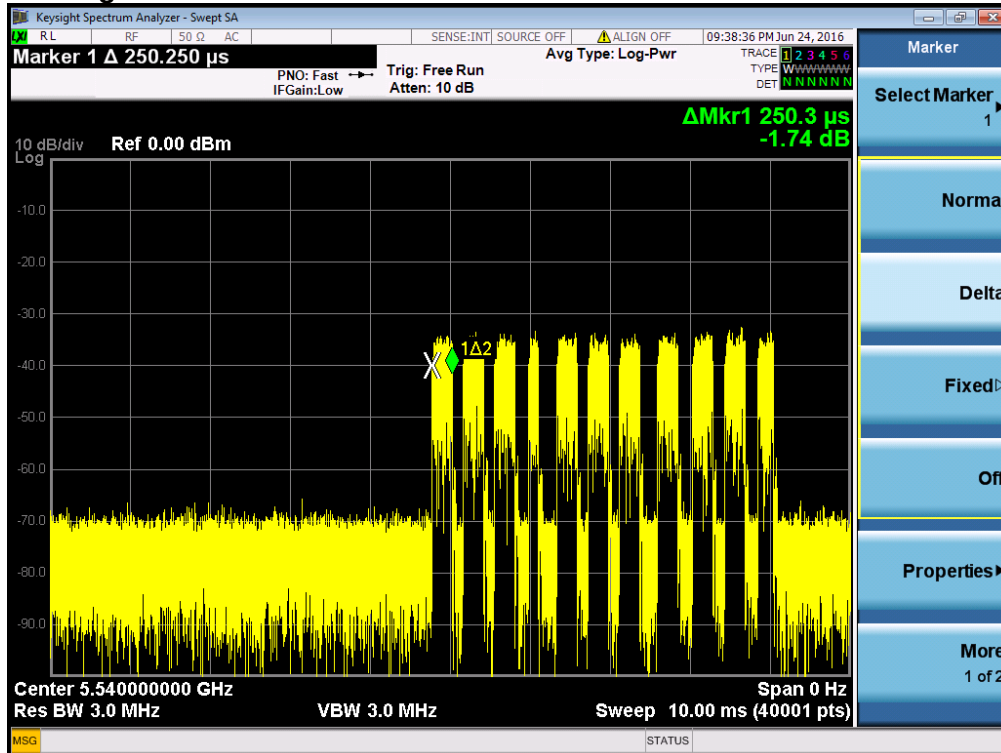 Keysight Spectrum Analyzer - Swept SA
LXI RL RF 50 Ω AC SENSE:INT SOURCE OFF ALIGN OFF 09:38:36 PM Jun 24, 2016
Marker 1 Δ 250.250 µs
PNO: Fast
IFGain:Low
Trig: Free Run
Atten: 10 dB
Avg Type: Log-Pwr
TRACE 1 2 3 4 5 6
TYPE WWWWWW
DET N N N N N N
ΔMkr1 250.3 µs
-1.74 dB
10 dB/div Ref 0.00 dBm
Log
-10.0
-20.0
-30.0
1Δ2
-40.0
-50.0
-60.0
-70.0
-80.0
-90.0
Center 5.540000000 GHz Span 0 Hz
Res BW 3.0 MHz VBW 3.0 MHz Sweep 10.00 ms (40001 pts)
MSG STATUS
Marker
Select Marker
1
Norma
Delta
Fixed
Off
Properties
More
1 of 2